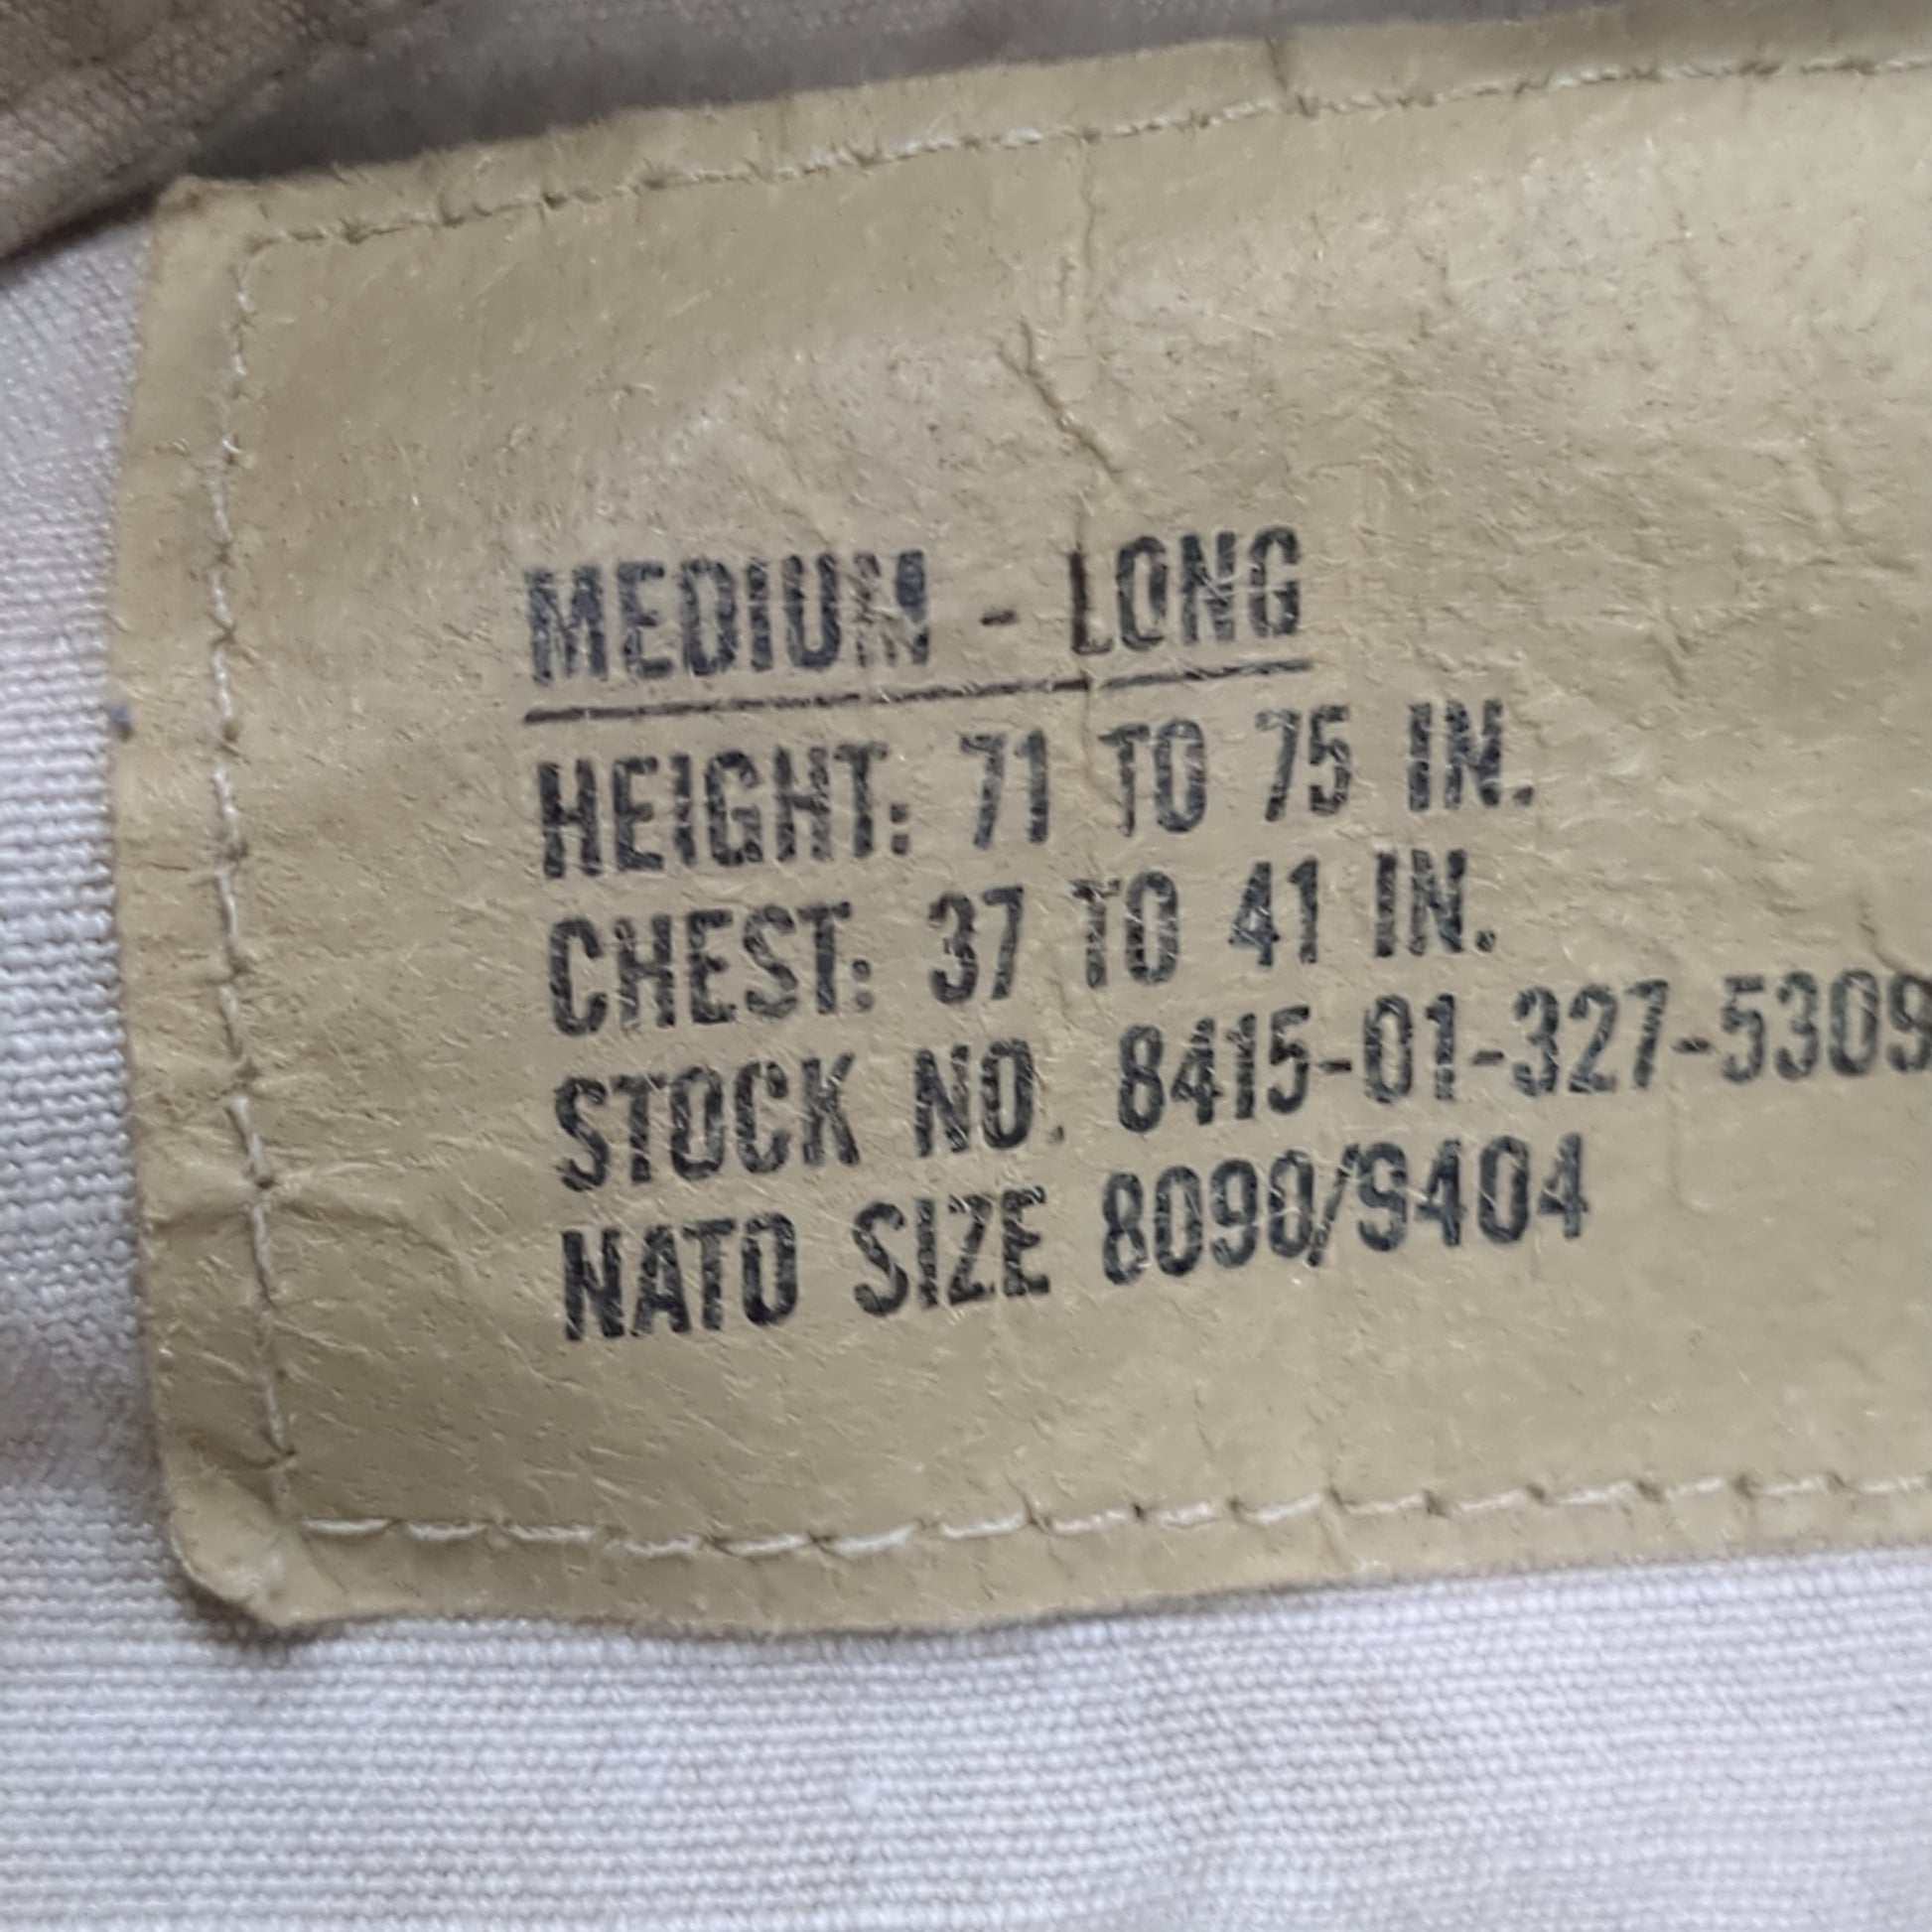 MEDIUM - LONG
HEIGHT: 71 TO 75 IN.
CHEST: 37 TO 41 IN.
STOCK NO. 8415-01-327-5309
NATO SIZE 8090/9404